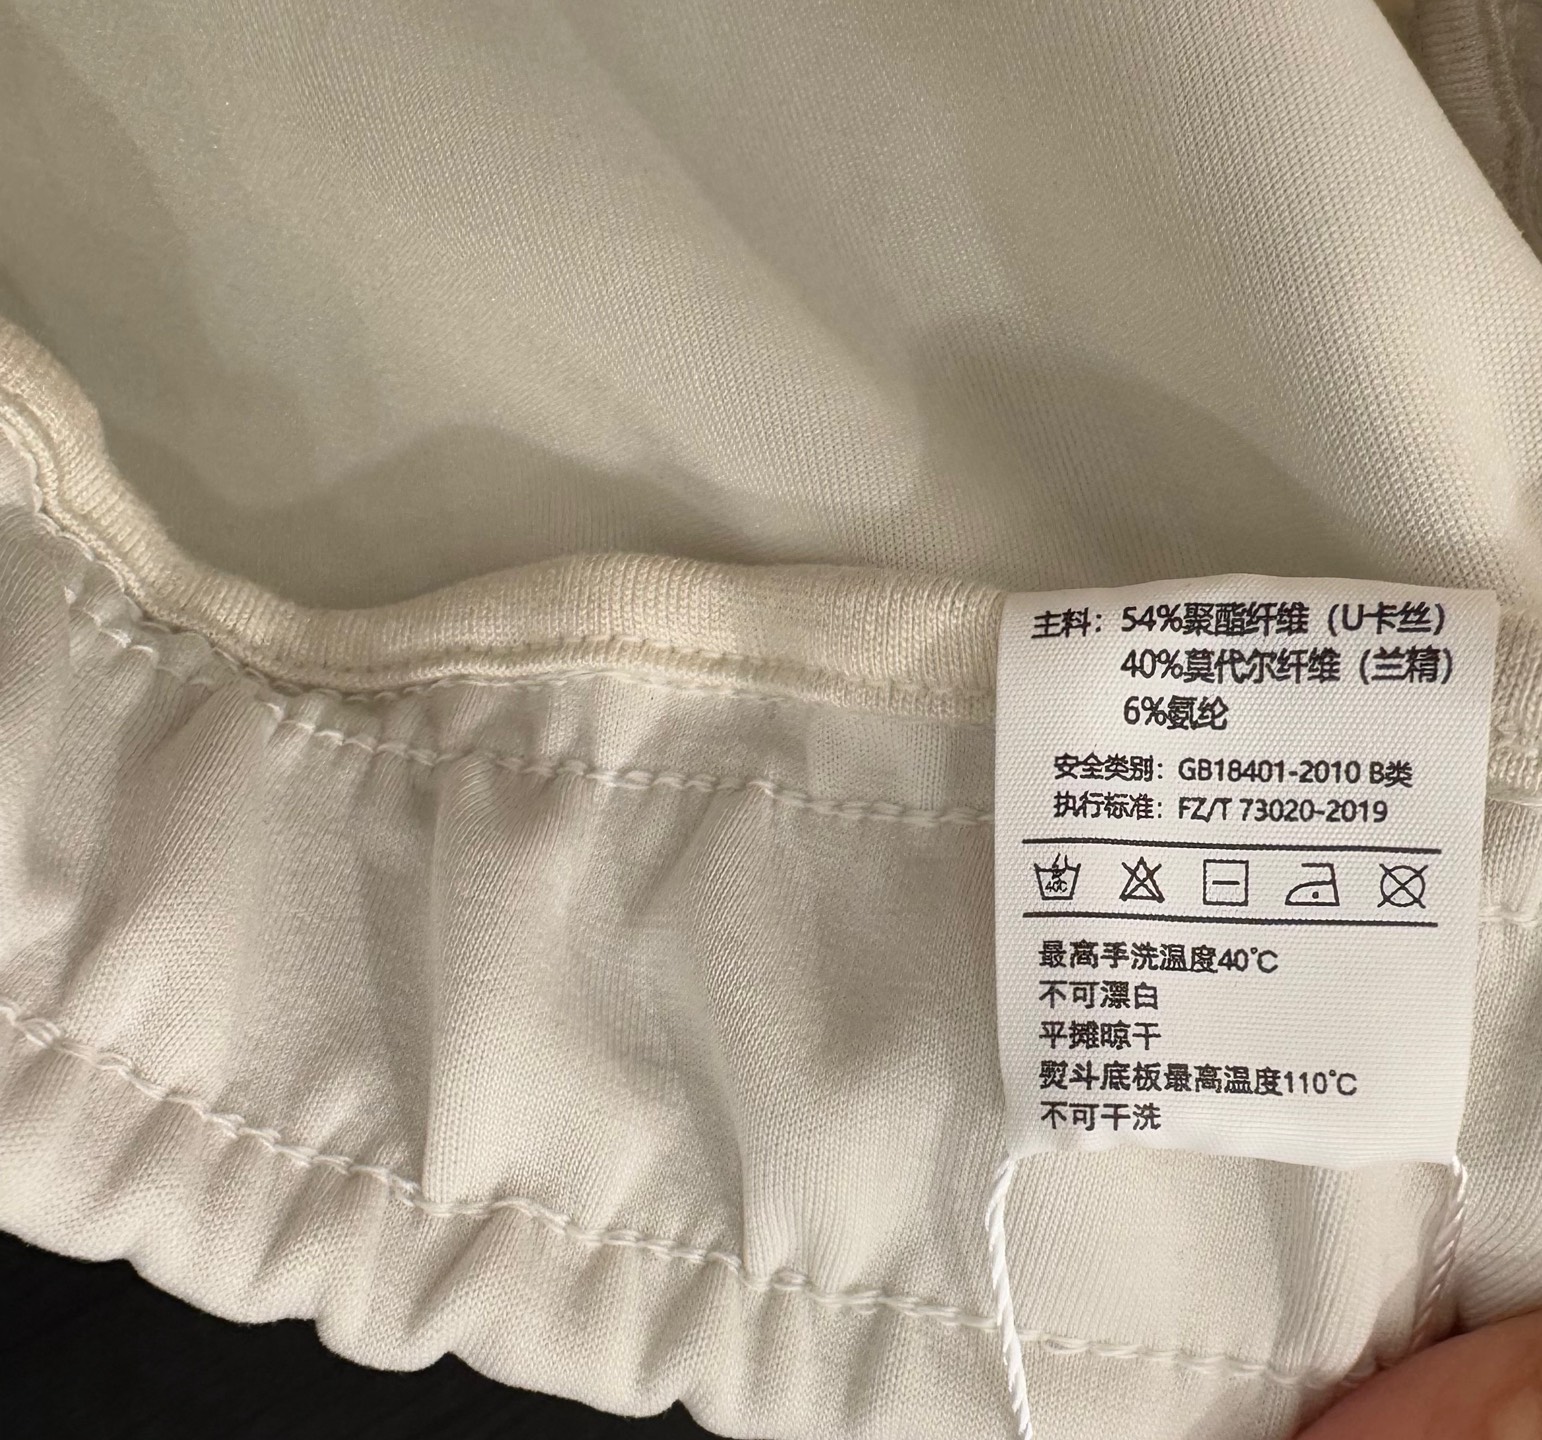 主料：54%聚酯纤维（U卡丝）
40%莫代尔纤维（兰精）
6%氨纶
安全类别：GB18401-2010 B类
执行标准：FZ/T 73020-2019
40C
最高手洗温度40℃
不可漂白
平摊晾干
熨斗底板最高温度110℃
不可干洗